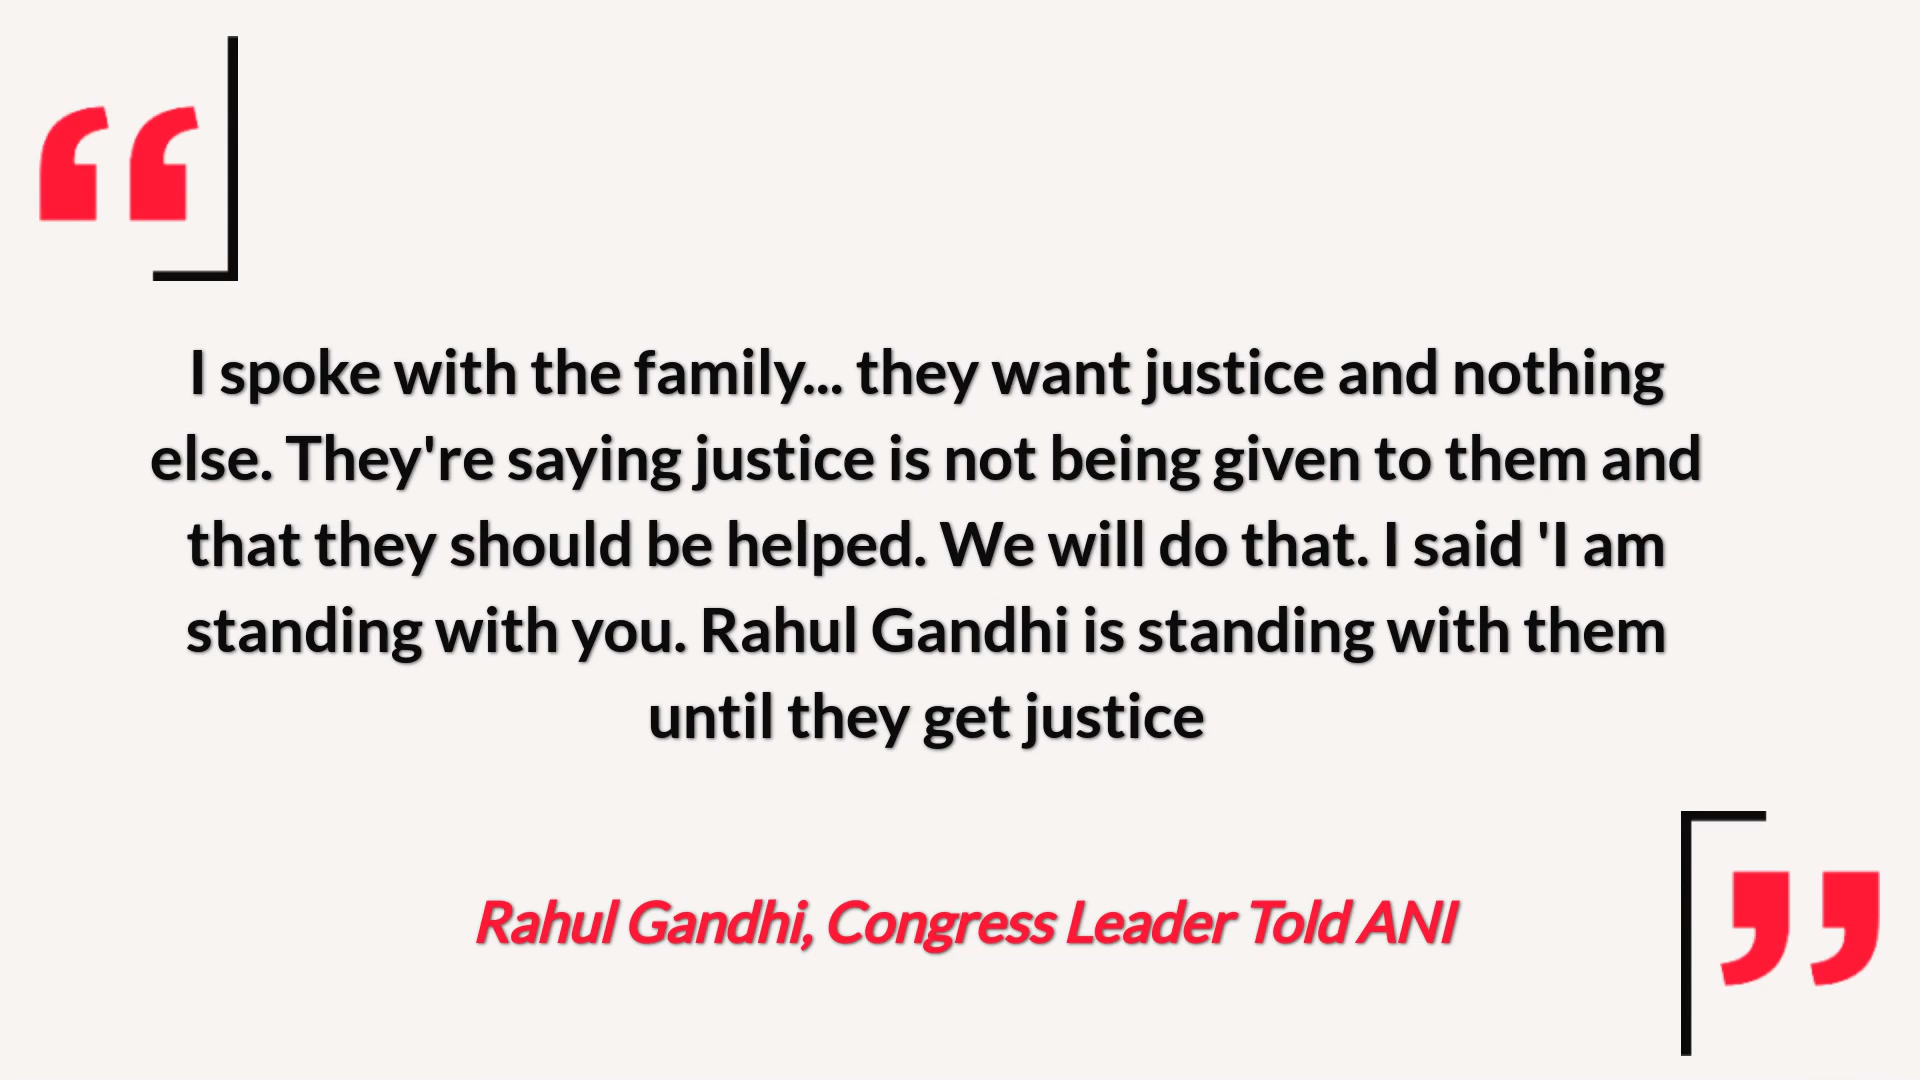 “
I spoke with the family... they want justice and nothing
else. They're saying justice is not being given to them and
that they should be helped. We will do that. I said 'I am
standing with you. Rahul Gandhi is standing with them
until they get justice
”
Rahul Gandhi, Congress Leader Told ANI